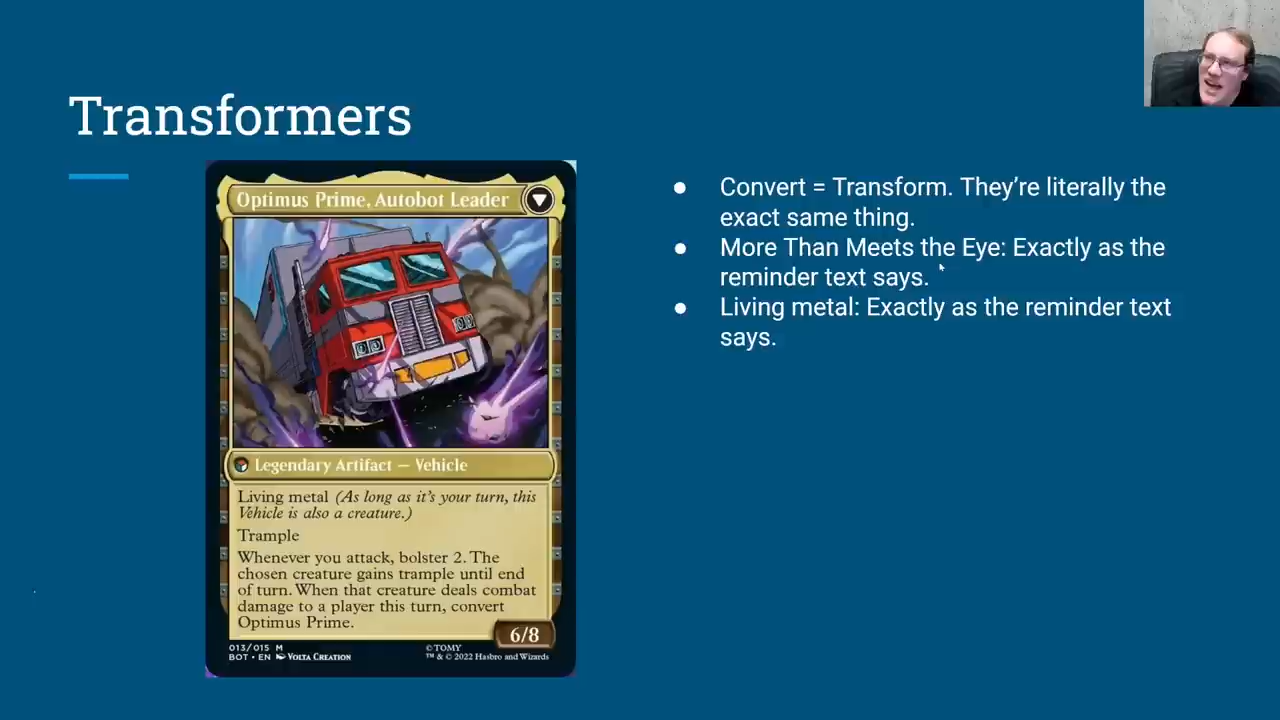 Transformers
Optimus Prime, Autobot Leader
Legendary Artifact — Vehicle
Living metal (As long as it's your turn, this
Vehicle is also a creature.)
Trample
Whenever you attack, bolster 2. The
chosen creature gains trample until end
of turn. When that creature deals combat
damage to a player this turn, convert
Optimus Prime.
6/8
013/015 M
BOT • EN Volta Creation
© TOMY
™ & © 2022 Hasbro and Wizards
● Convert = Transform. They're literally the
exact same thing.
● More Than Meets the Eye: Exactly as the
reminder text says.
● Living metal: Exactly as the reminder text
says.